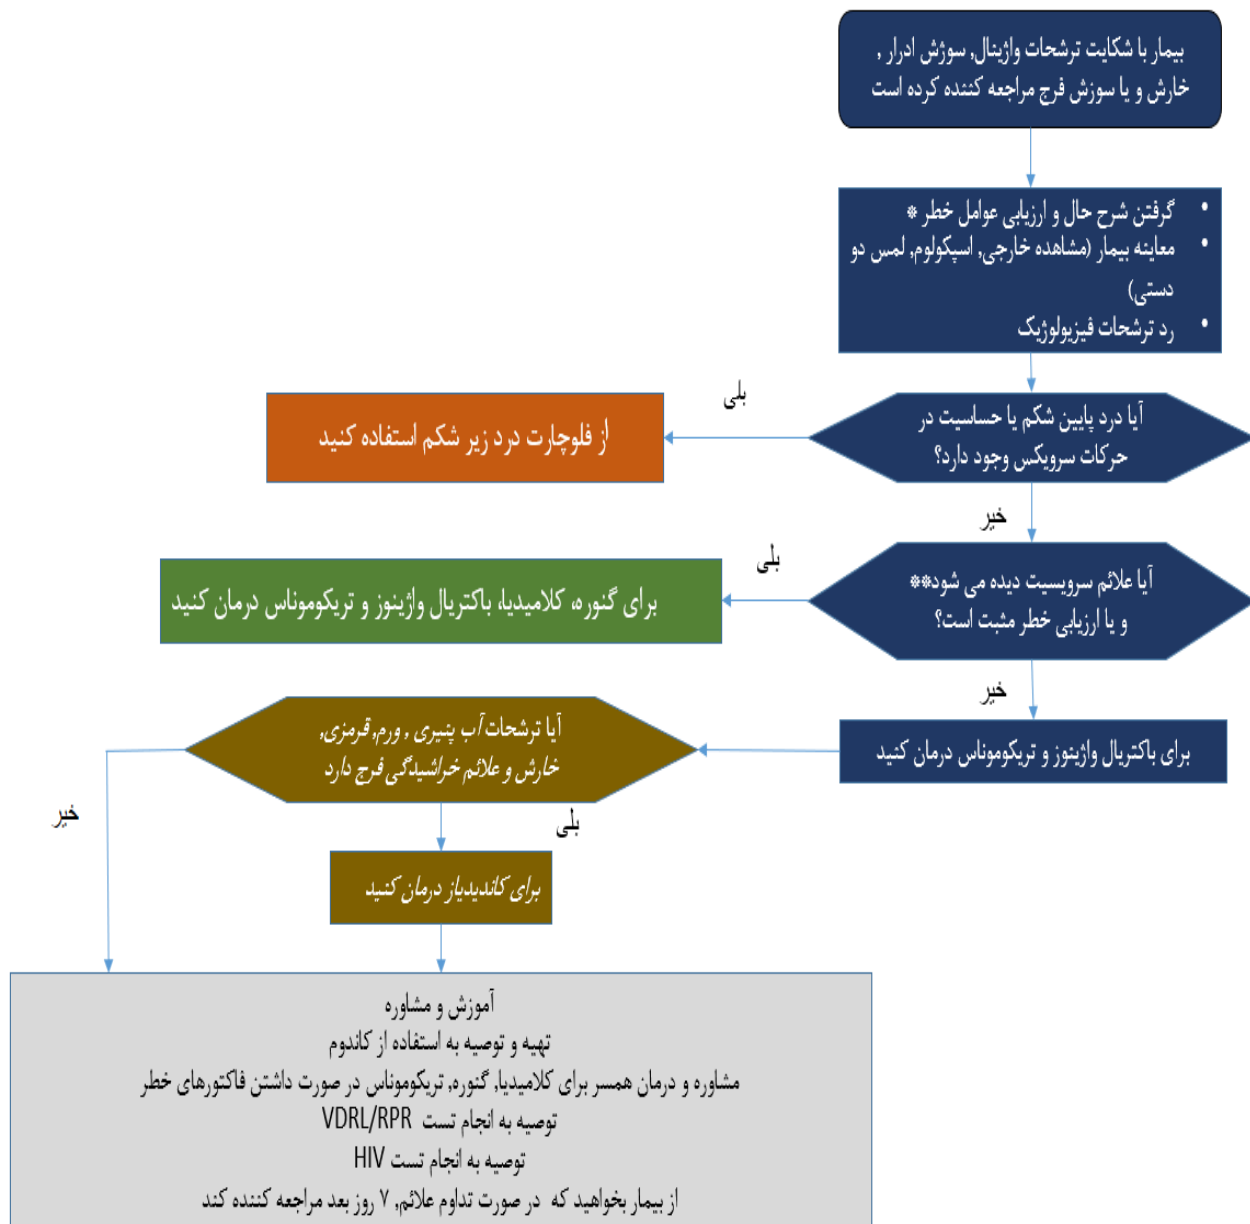 بیمار با شکایت ترشحات واژینال, سوژش ادرار ,
خارش و یا سوزش فرج مراجعه کننده کرده است
• گرفتن شرح حال و ارزیابی عوامل خطر *
• معاینه بیمار (مشاهده خارجی, اسپکولوم, لمس دو
دستی)
• رد ترشحات فیزیولوژیک
آیا درد پایین شکم یا حساسیت در
حرکات سرویکس وجود دارد؟
بلی
از فلوچارت درد زیر شکم استفاده کنید
خیر
آیا علائم سرویسیت دیده می شود**
و یا ارزیابی خطر مثبت است؟
بلی
برای گنوره، کلامیدیا، باکتریال واژینوز و تریکوموناس درمان کنید
خیر
برای باکتریال واژینوز و تریکوموناس درمان کنید
آیا ترشحات آب پنیری , ورم, قرمزی,
خارش و علائم خراشیدگی فرج دارد
خیر
بلی
برای کاندیدیاز درمان کنید
آموزش و مشاوره
تهیه و توصیه به استفاده از کاندوم
مشاوره و درمان همسر برای کلامیدیا, گنوره, تریکوموناس در صورت داشتن فاکتورهای خطر
توصیه به انجام تست VDRL/RPR
توصیه به انجام تست HIV
از بیمار بخواهید که در صورت تداوم علائم, ۷ روز بعد مراجعه کننده کند